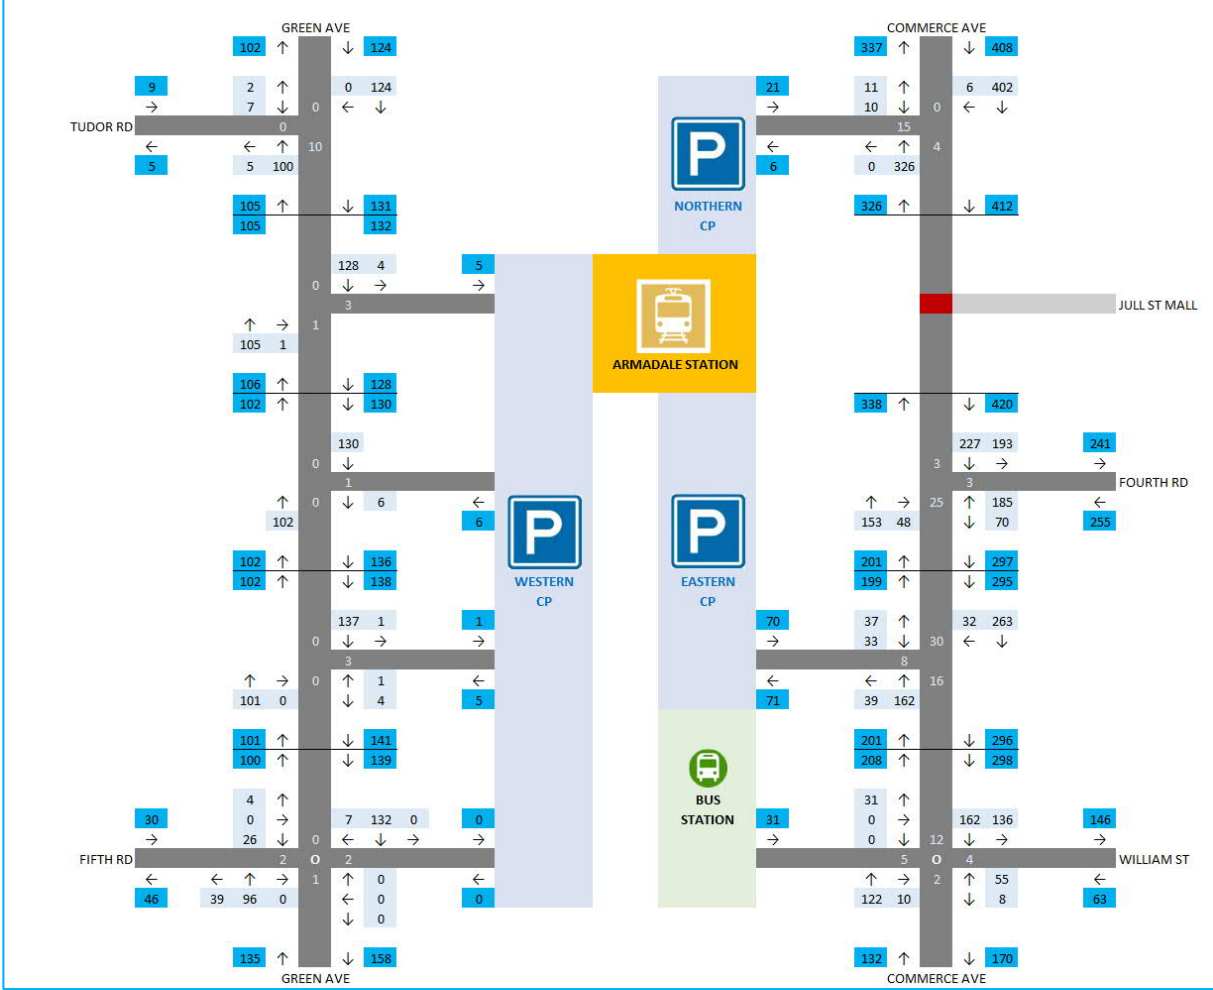 GREEN AVE COMMERCE AVE
102 ↑ ↓ 124 337 ↑ ↓ 408
9 2 ↑ 0 124 21 11 ↑ 6 402
→ 7 ↓ 0 ← ↓ → 10 ↓ 0 ← ↓
TUDOR RD 0 P 15
← ← ↑ 10 ← ← ↑ 4
5 5 100 6 0 326
105 ↑ ↓ 131 NORTHERN 326 ↑ ↓ 412
105 132 CP
128 4 5
0 ↓ → →
3 JULL ST MALL
↑ → 1
105 1
ARMADALE STATION
106 ↑ ↓ 128
102 ↑ ↓ 130 338 ↑ ↓ 420
130 227 193 241
0 ↓ 3 ↓ → →
1 3 FOURTH RD
↑ 0 ↓ 6 ← ↑ → 25 ↑ 185 ←
102 6 153 48 ↓ 70 255
P P
102 ↑ ↓ 136 201 ↑ ↓ 297
102 ↑ ↓ 138 WESTERN EASTERN 199 ↑ ↓ 295
CP CP
137 1 1 70 37 ↑ 32 263
0 ↓ → → → 33 ↓ 30 ← ↓
3 8
↑ → 0 ↑ 1 ← ← ← ↑ 16
101 0 ↓ 4 5 71 39 162
101 ↑ ↓ 141 201 ↑ ↓ 296
100 ↑ ↓ 139 208 ↑ ↓ 298
4 ↑ BUS 31 ↑
30 0 → 7 132 0 0 STATION 31 0 → 162 136 146
→ 26 ↓ 0 ← ↓ → → → 0 ↓ 12 ↓ → →
FIFTH RD 2 O 2 5 O 4 WILLIAM ST
← ← ↑ → 1 ↑ 0 ← ↑ → 2 ↑ 55 ←
46 39 96 0 ← 0 0 122 10 ↓ 8 63
↓ 0
135 ↑ ↓ 158 132 ↑ ↓ 170
GREEN AVE COMMERCE AVE